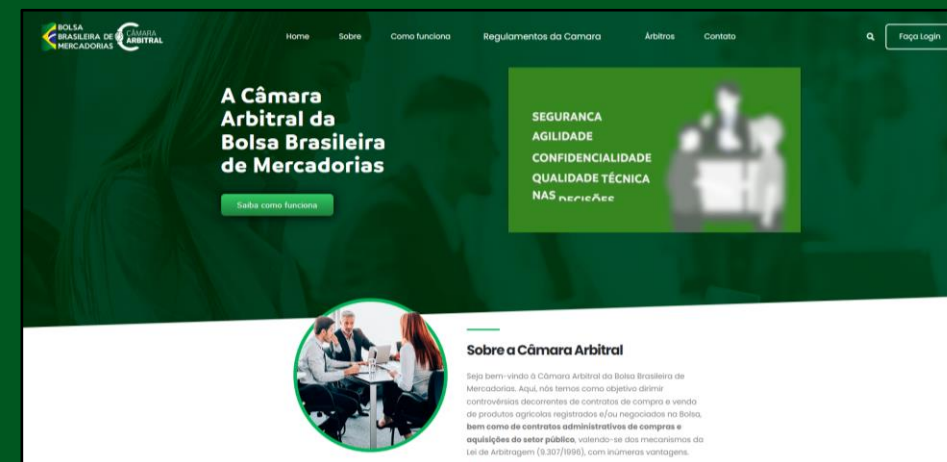 BOLSA
BRASILEIRA DE
MERCADORIAS
CÂMARA
ARBITRAL
Home Sobre Como funciona Regulamentos da Camara Árbitros Contato
Faça Login
A Câmara
Arbitral da
Bolsa Brasileira
de Mercadorias
Saiba como funciona
SEGURANCA
AGILIDADE
CONFIDENCIALIDADE
QUALIDADE TÉCNICA
NAS DECISÕES
Sobre a Câmara Arbitral
Seja bem-vindo à Câmara Arbitral da Bolsa Brasileira de
Mercadorias. Aqui, nós temos como objetivo dirimir
controvérsias decorrentes de contratos de compra e venda
de produtos agrícolas registrados e/ou negociados na Bolsa,
bem como de contratos administrativos de compras e
aquisições do setor público, valendo-se dos mecanismos da
Lei de Arbitragem (9.307/1996), com inúmeras vantagens.